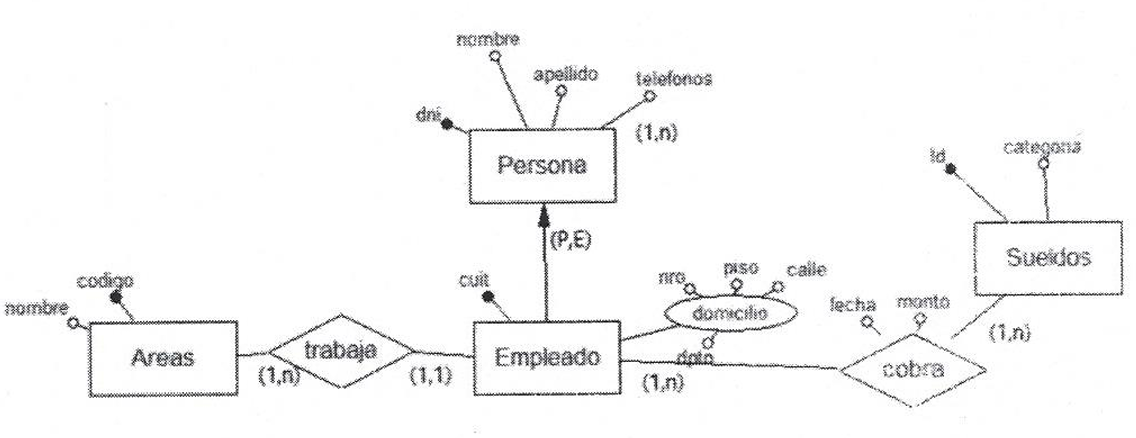 nombre
apellido
telefonos
dni
(1,n)
Persona
Id
categoria
(P,E)
Sueldos
codigo
nombre
cuit
nro
piso
calle
domicilio
fecha
monto
dpto
Areas
trabaja
Empleado
(1,n)
(1,1)
(1,n)
cobra
(1,n)